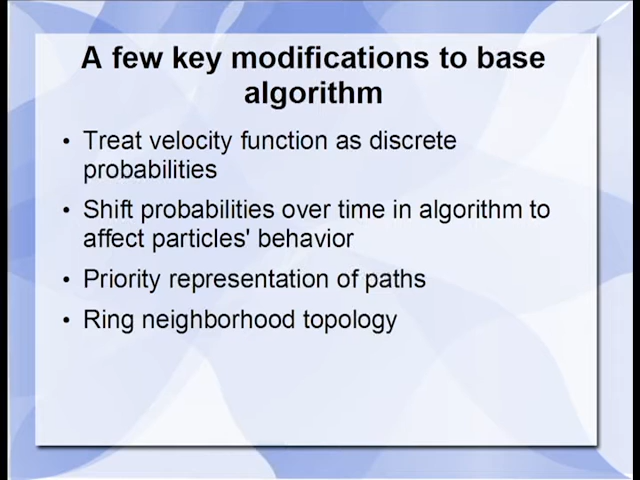 A few key modifications to base
algorithm
• Treat velocity function as discrete
probabilities
• Shift probabilities over time in algorithm to
affect particles' behavior
• Priority representation of paths
• Ring neighborhood topology